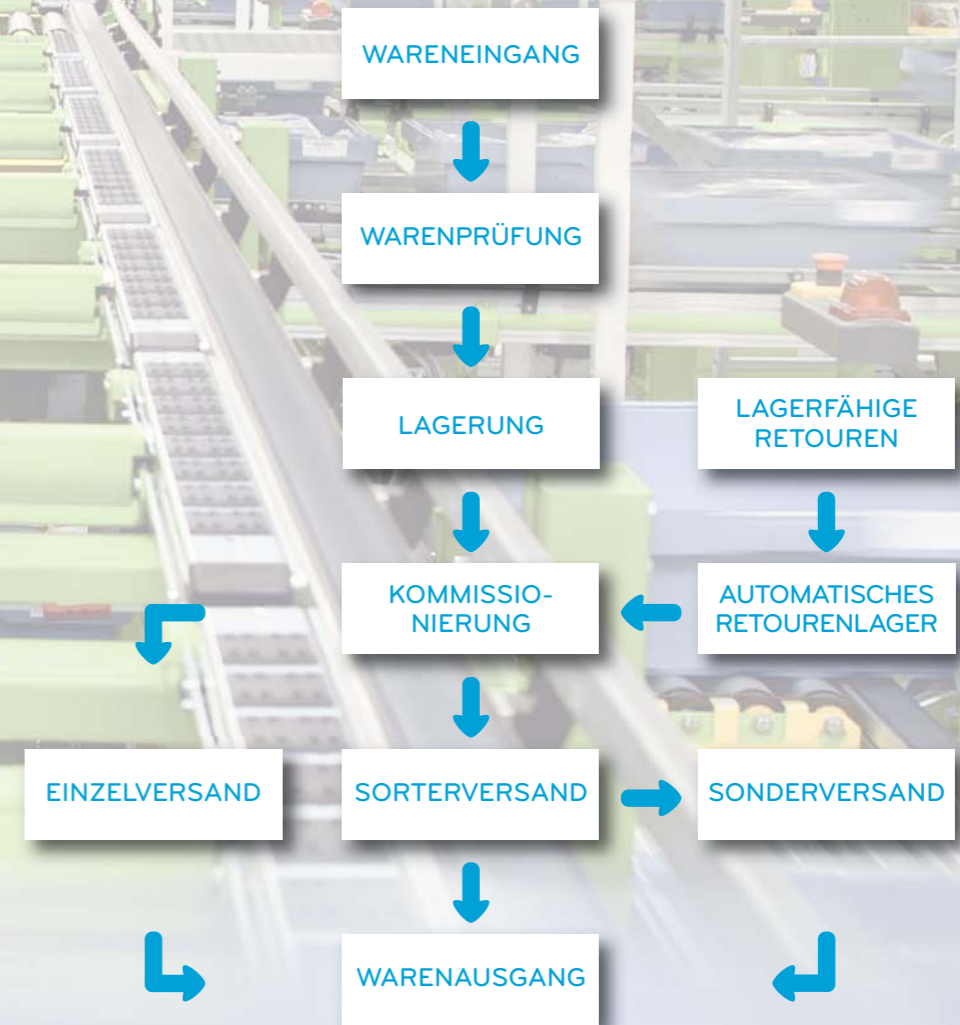 WARENEINGANG
WARENPRÜFUNG
LAGERUNG
LAGERFÄHIGE
RETOUREN
KOMMISSIO-
NIERUNG
AUTOMATISCHES
RETOURENLAGER
EINZELVERSAND
SORTERVERSAND
SONDERVERSAND
WARENAUSGANG